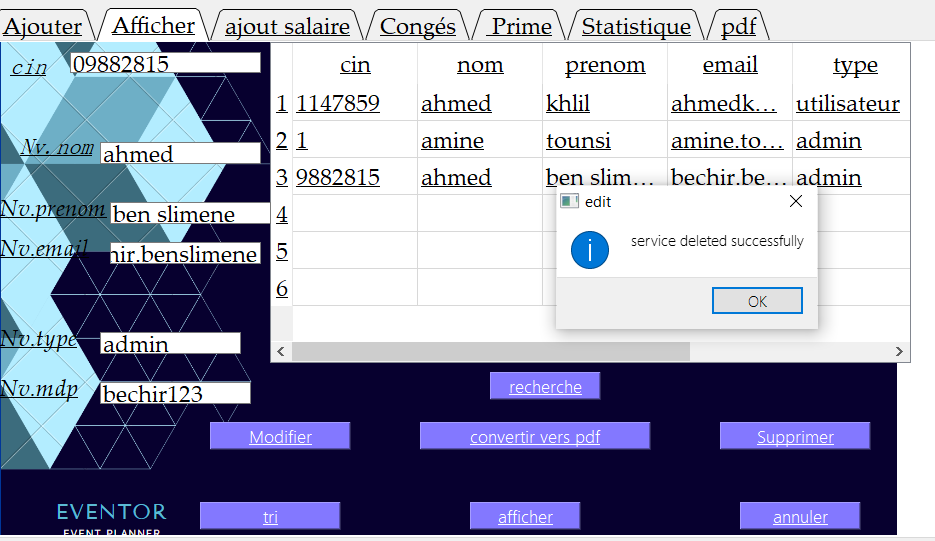 Ajouter Afficher ajout salaire Congés Prime Statistique pdf
cin 09882815
Nv.nom ahmed
Nv.prenom ben slimene
Nv.email hir.benslimene
Nv.type admin
Nv.mdp bechir123
cin nom prenom email type
1 1147859 ahmed khlil ahmedk... utilisateur
2 1 amine tounsi amine.to... admin
3 9882815 ahmed ben slim... bechir.be... admin
4
5
6
edit
service deleted successfully
OK
recherche
Modifier convertir vers pdf Supprimer
tri afficher annuler
EVENTOR
EVENT PLANNER